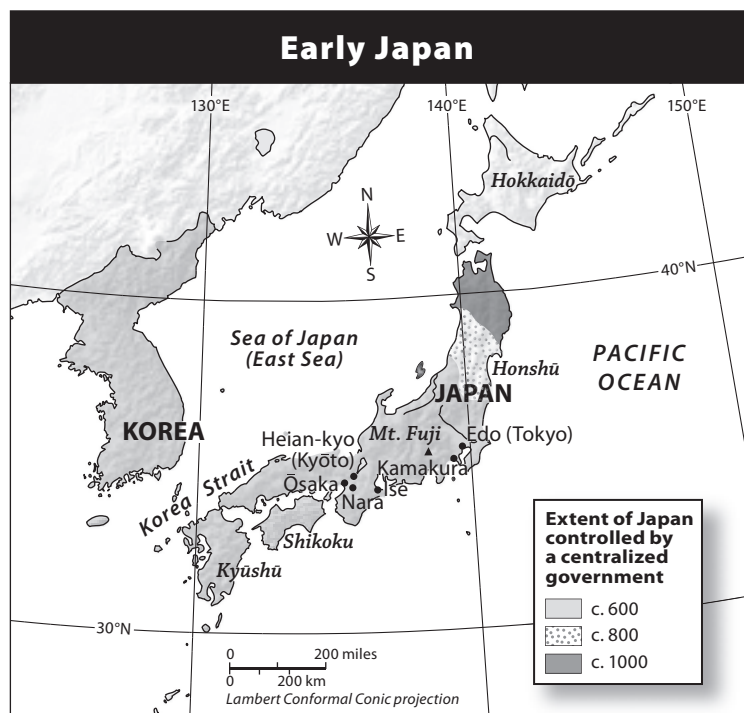 Early Japan
130°E
140°E
150°E
Hokkaidō
N
W
E
S
40°N
Sea of Japan
(East Sea)
Honshū
PACIFIC
OCEAN
JAPAN
KOREA
Mt. Fuji
Edo (Tokyo)
Heian-kyo
(Kyōto)
Kamakura
Ōsaka
Ise
Nara
Korea Strait
Shikoku
Kyūshū
30°N
Extent of Japan
controlled by
a centralized
government
c. 600
c. 800
c. 1000
0 200 miles
0 200 km
Lambert Conformal Conic projection